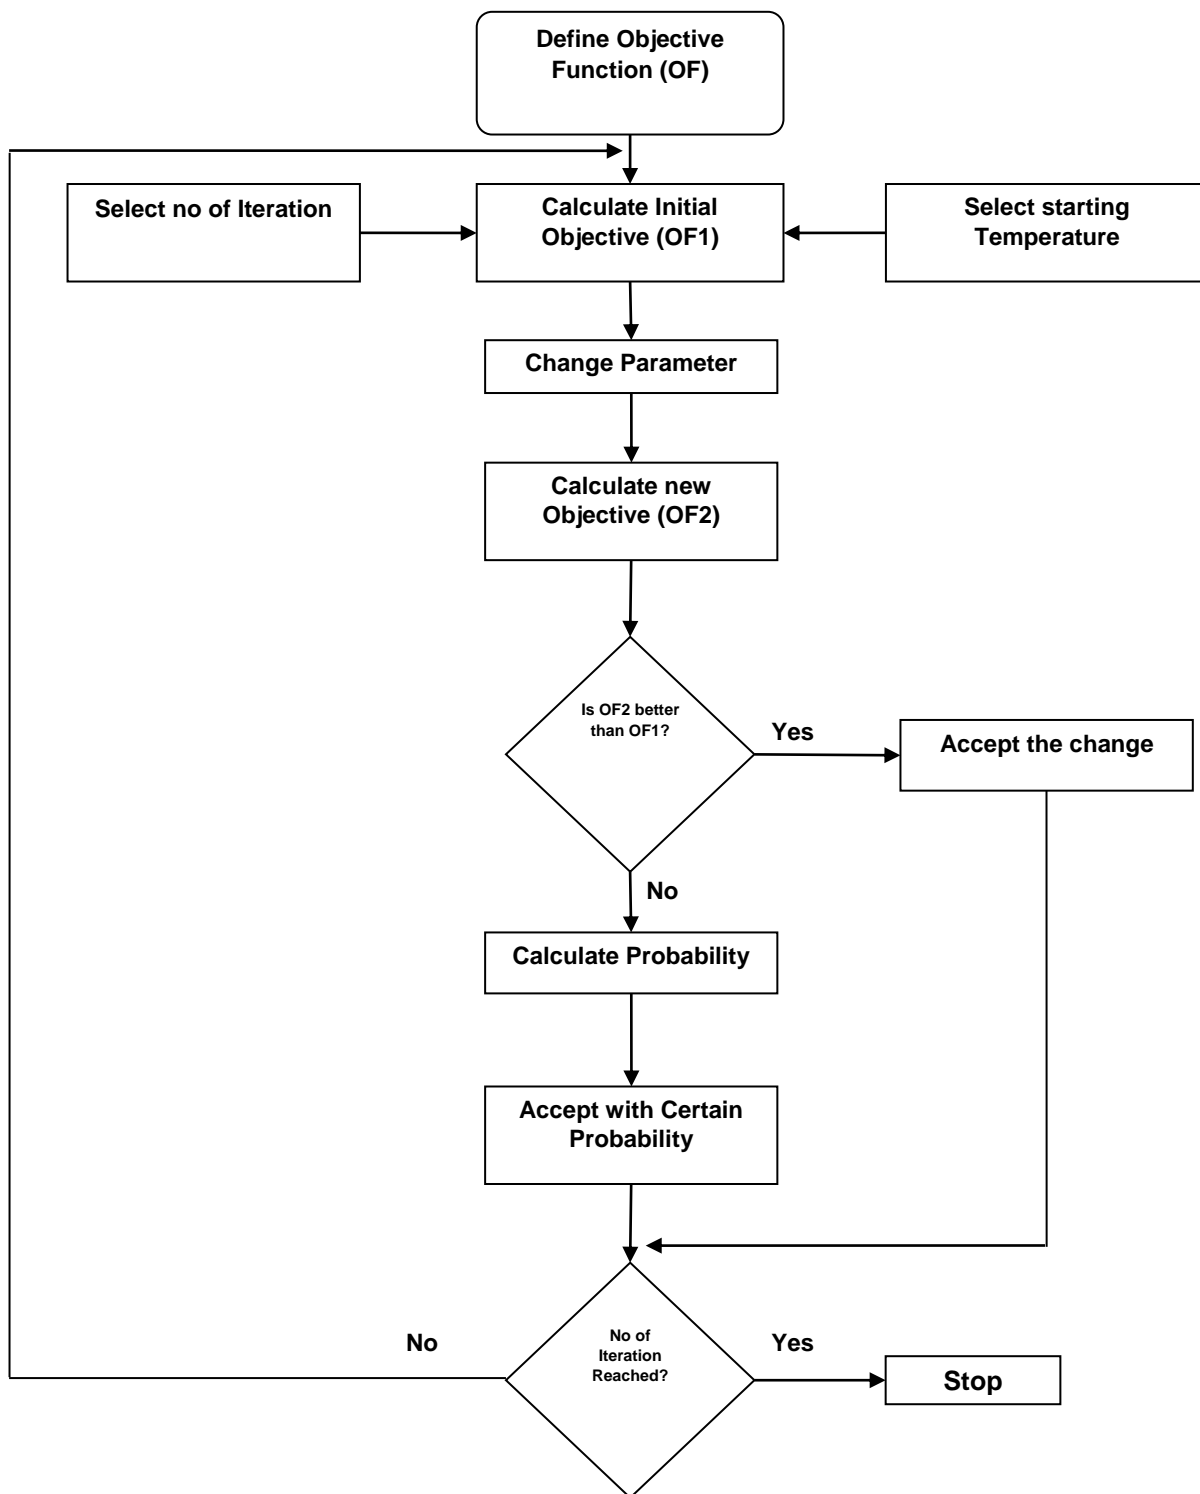 Define Objective
Function (OF)
Select no of Iteration
Calculate Initial
Objective (OF1)
Select starting
Temperature
Change Parameter
Calculate new
Objective (OF2)
Is OF2 better
than OF1?
Yes
Accept the change
No
Calculate Probability
Accept with Certain
Probability
No
No of
Iteration
Reached?
Yes
Stop